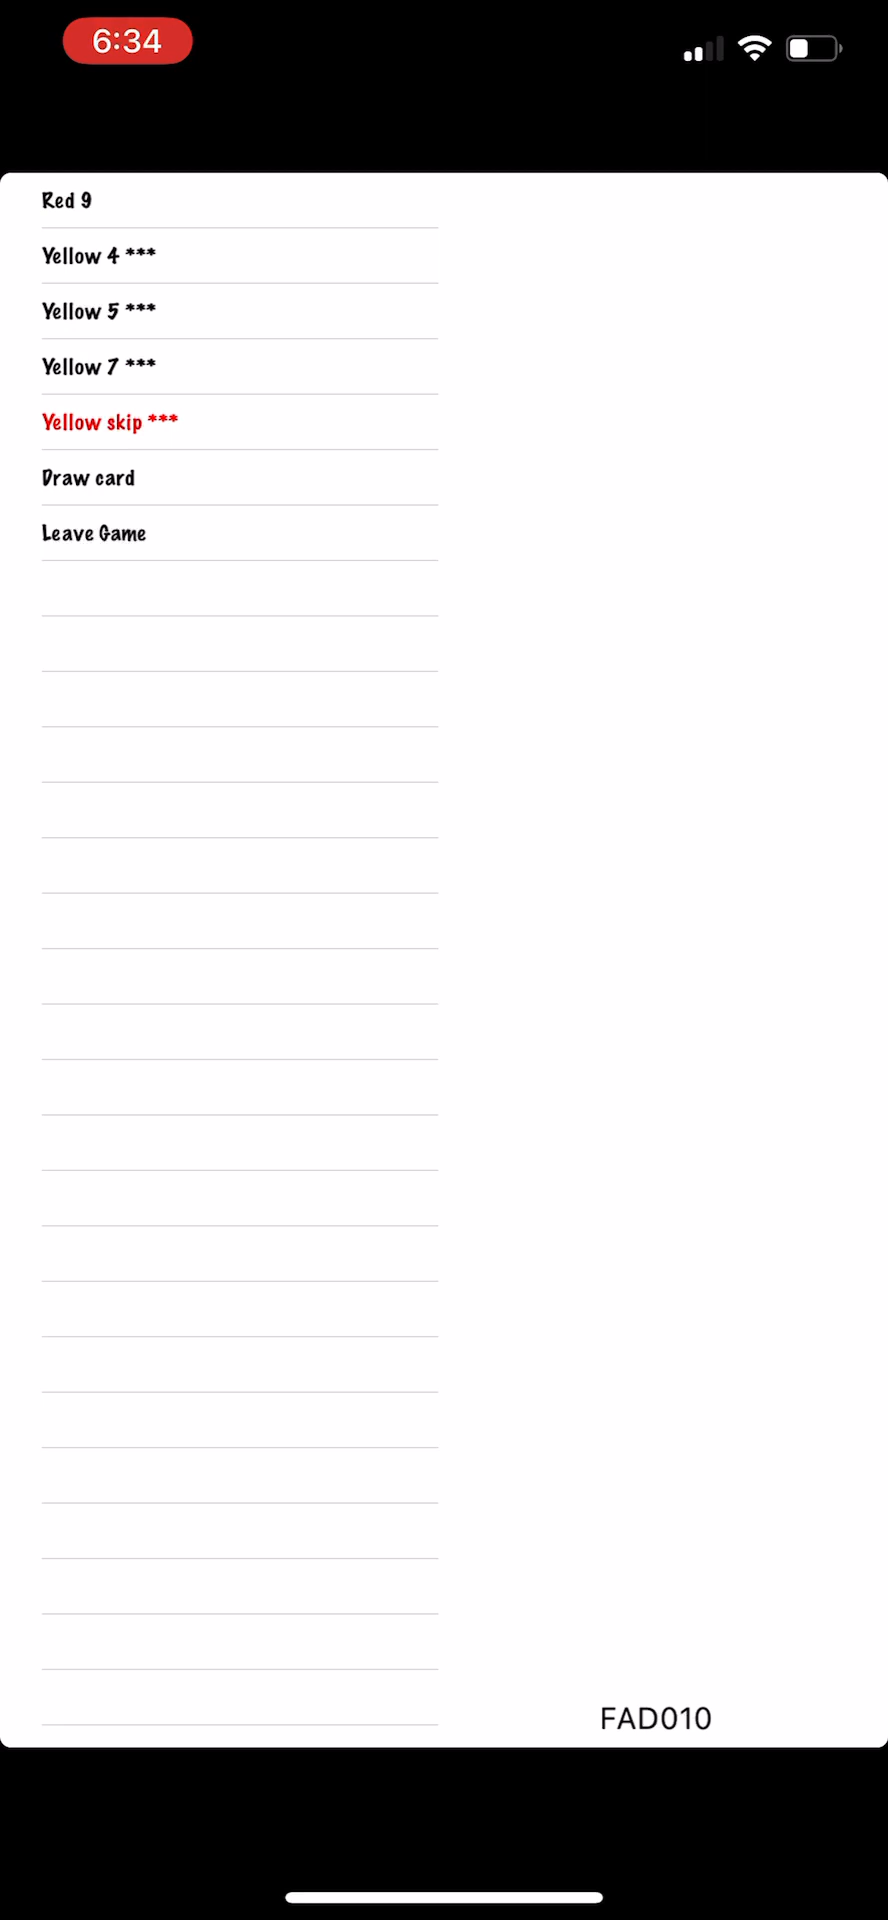 6:34
Red 9
Yellow 4 ***
Yellow 5 ***
Yellow 7 ***
Yellow skip ***
Draw card
Leave Game
FAD010